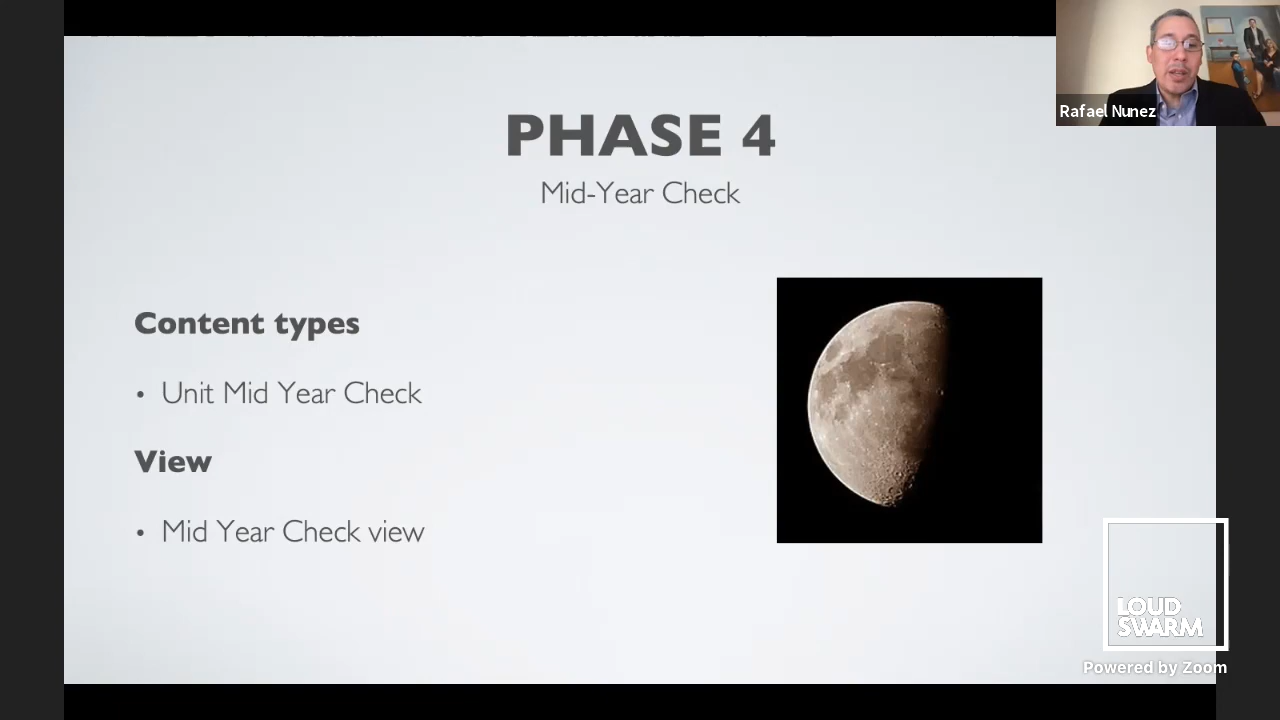 PHASE 4
Mid-Year Check
Content types
• Unit Mid Year Check
View
• Mid Year Check view
Rafael Nunez
LOUD
SWARM
Powered by Zoom